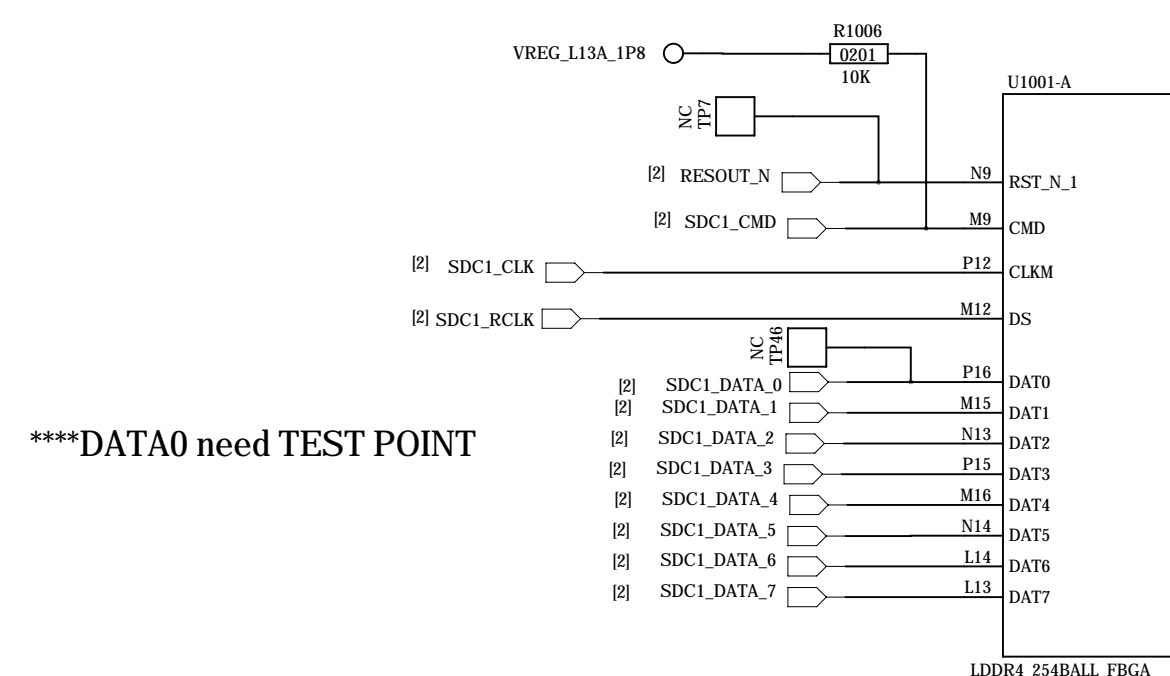 R1006
VREG_L13A_1P8
0201
10K
U1001-A
NC
TP7
[2] RESOUT_N
N9
RST_N_1
[2] SDC1_CMD
M9
CMD
[2] SDC1_CLK
P12
CLKM
[2] SDC1_RCLK
M12
DS
NC
TP46
[2] SDC1_DATA_0
P16
DAT0
[2] SDC1_DATA_1
M15
DAT1
****DATA0 need TEST POINT
[2] SDC1_DATA_2
N13
DAT2
[2] SDC1_DATA_3
P15
DAT3
[2] SDC1_DATA_4
M16
DAT4
[2] SDC1_DATA_5
N14
DAT5
[2] SDC1_DATA_6
L14
DAT6
[2] SDC1_DATA_7
L13
DAT7
LDDR4_254BALL_FBGA